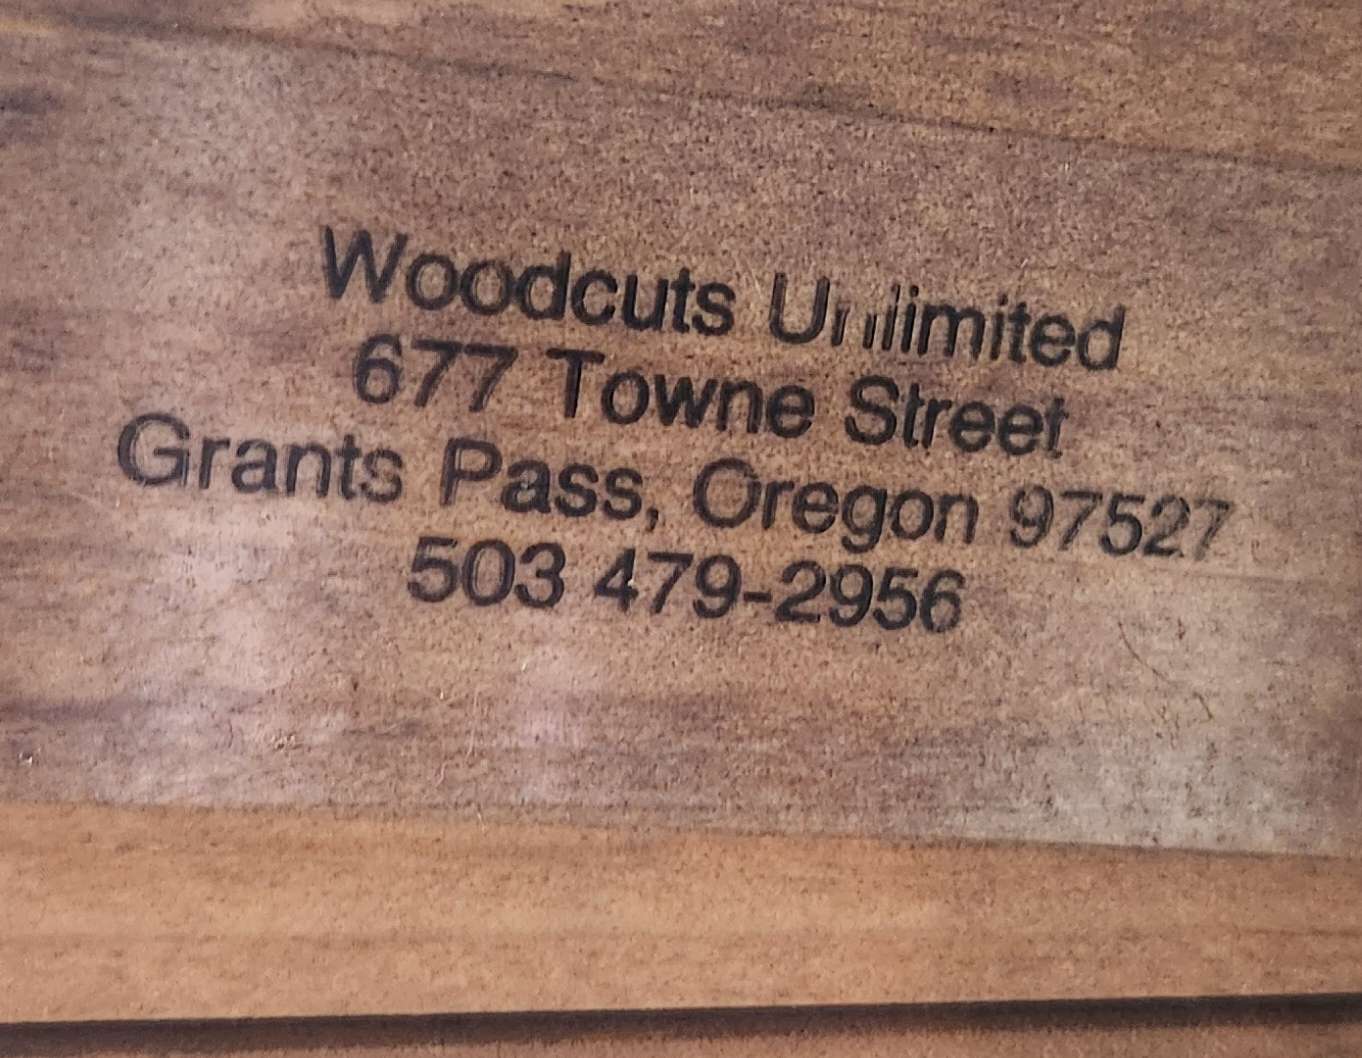 Woodcuts Unlimited
677 Towne Street
Grants Pass, Oregon 97527
503 479-2956